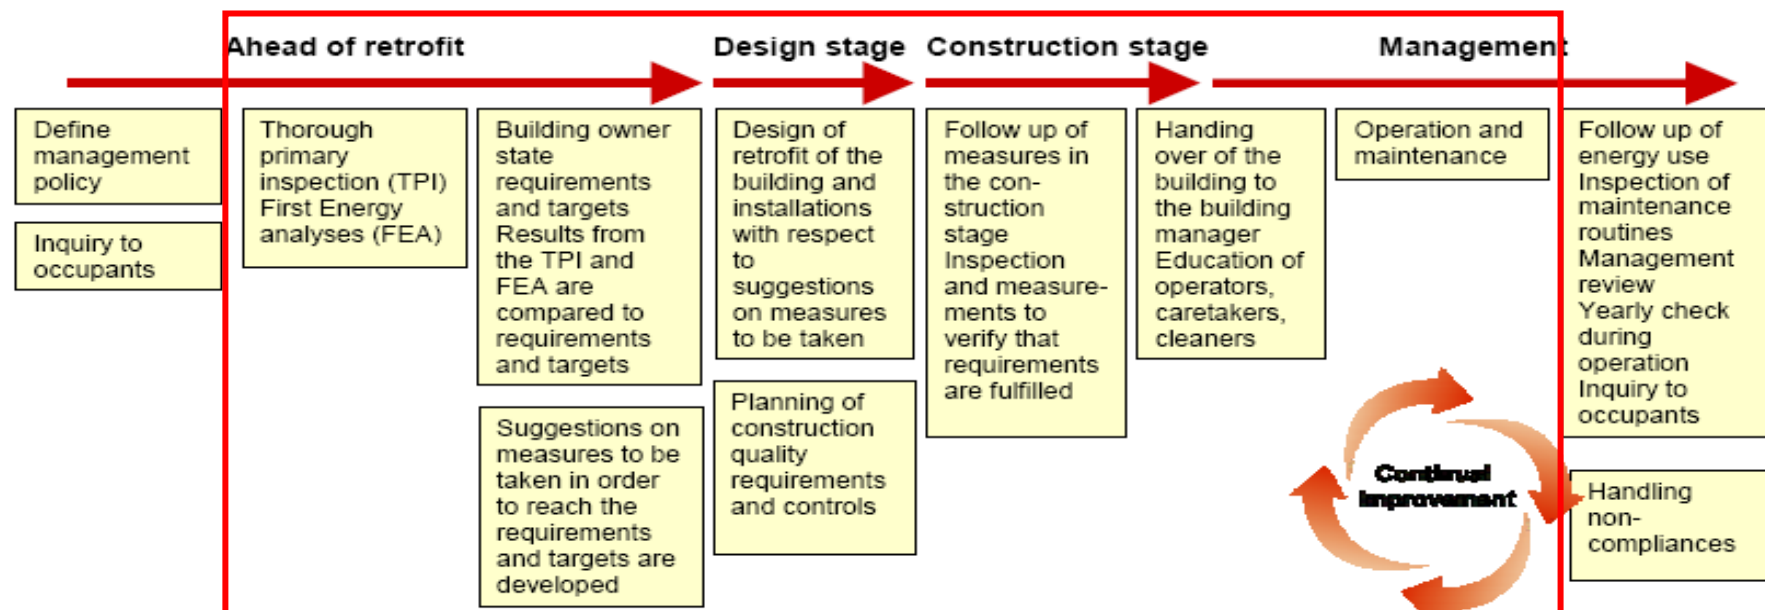 Ahead of retrofit
Design stage
Construction stage
Management
Define
management
policy
Inquiry to
occupants
Thorough
primary
inspection (TPI)
First Energy
analyses (FEA)
Building owner
state
requirements
and targets
Results from
the TPI and
FEA are
compared to
requirements
and targets
Suggestions on
measures to be
taken in order
to reach the
requirements
and targets are
developed
Design of
retrofit of the
building and
installations
with respect
to
suggestions
on measures
to be taken
Planning of
construction
quality
requirements
and controls
Follow up of
measures in
the con-
struction
stage
Inspection
and measure-
ments to
verify that
requirements
are fulfilled
Handing
over of the
building to
the building
manager
Education of
operators,
caretakers,
cleaners
Operation and
maintenance
Continual
Improvement
Follow up of
energy use
Inspection of
maintenance
routines
Management
review
Yearly check
during
operation
Inquiry to
occupants
Handling
non-
compliances